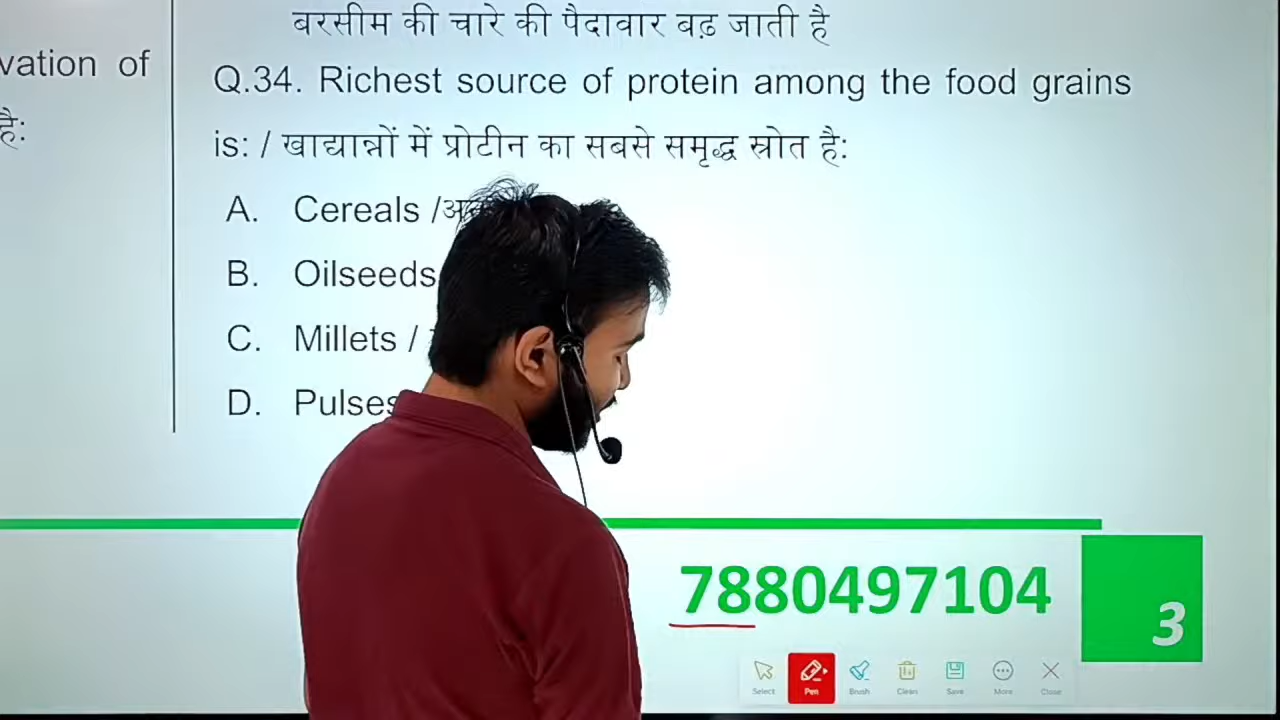 बरसीम की चारे की पैदावार बढ़ जाती है
vation of
है:
Q.34. Richest source of protein among the food grains
is: / खाद्यान्नों में प्रोटीन का सबसे समृद्ध स्रोत है:
A. Cereals /
B. Oilseeds
C. Millets /
D. Pulses
7880497104
3
Select Pen Brush Clean Save More Close